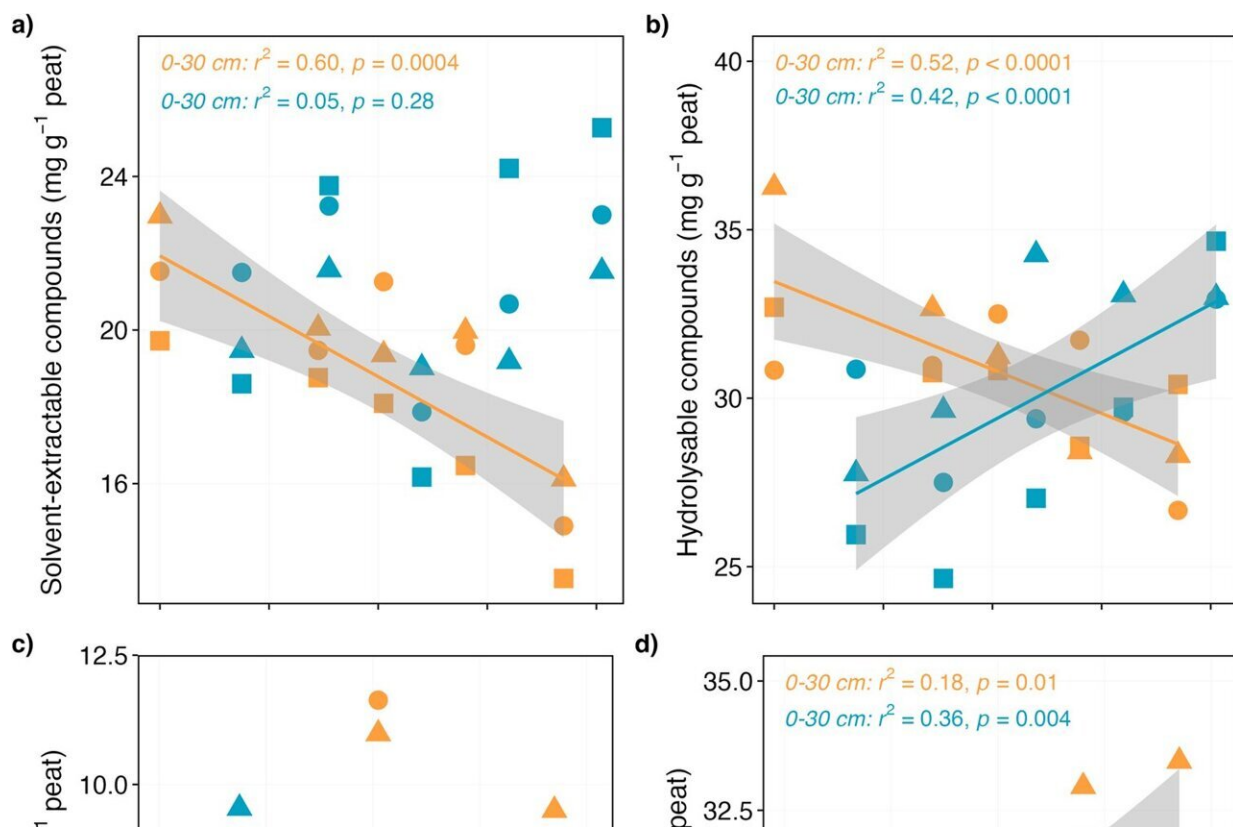 a)
0-30 cm: r² = 0.60, p = 0.0004
0-30 cm: r² = 0.05, p = 0.28
Solvent-extractable compounds (mg g⁻¹ peat)
24
20
16
b)
0-30 cm: r² = 0.52, p < 0.0001
0-30 cm: r² = 0.42, p < 0.0001
Hydrolysable compounds (mg g⁻¹ peat)
40
35
30
25
c)
12.5
10.0
⁻¹ peat)
d)
0-30 cm: r² = 0.18, p = 0.01
0-30 cm: r² = 0.36, p = 0.004
35.0
32.5
peat)